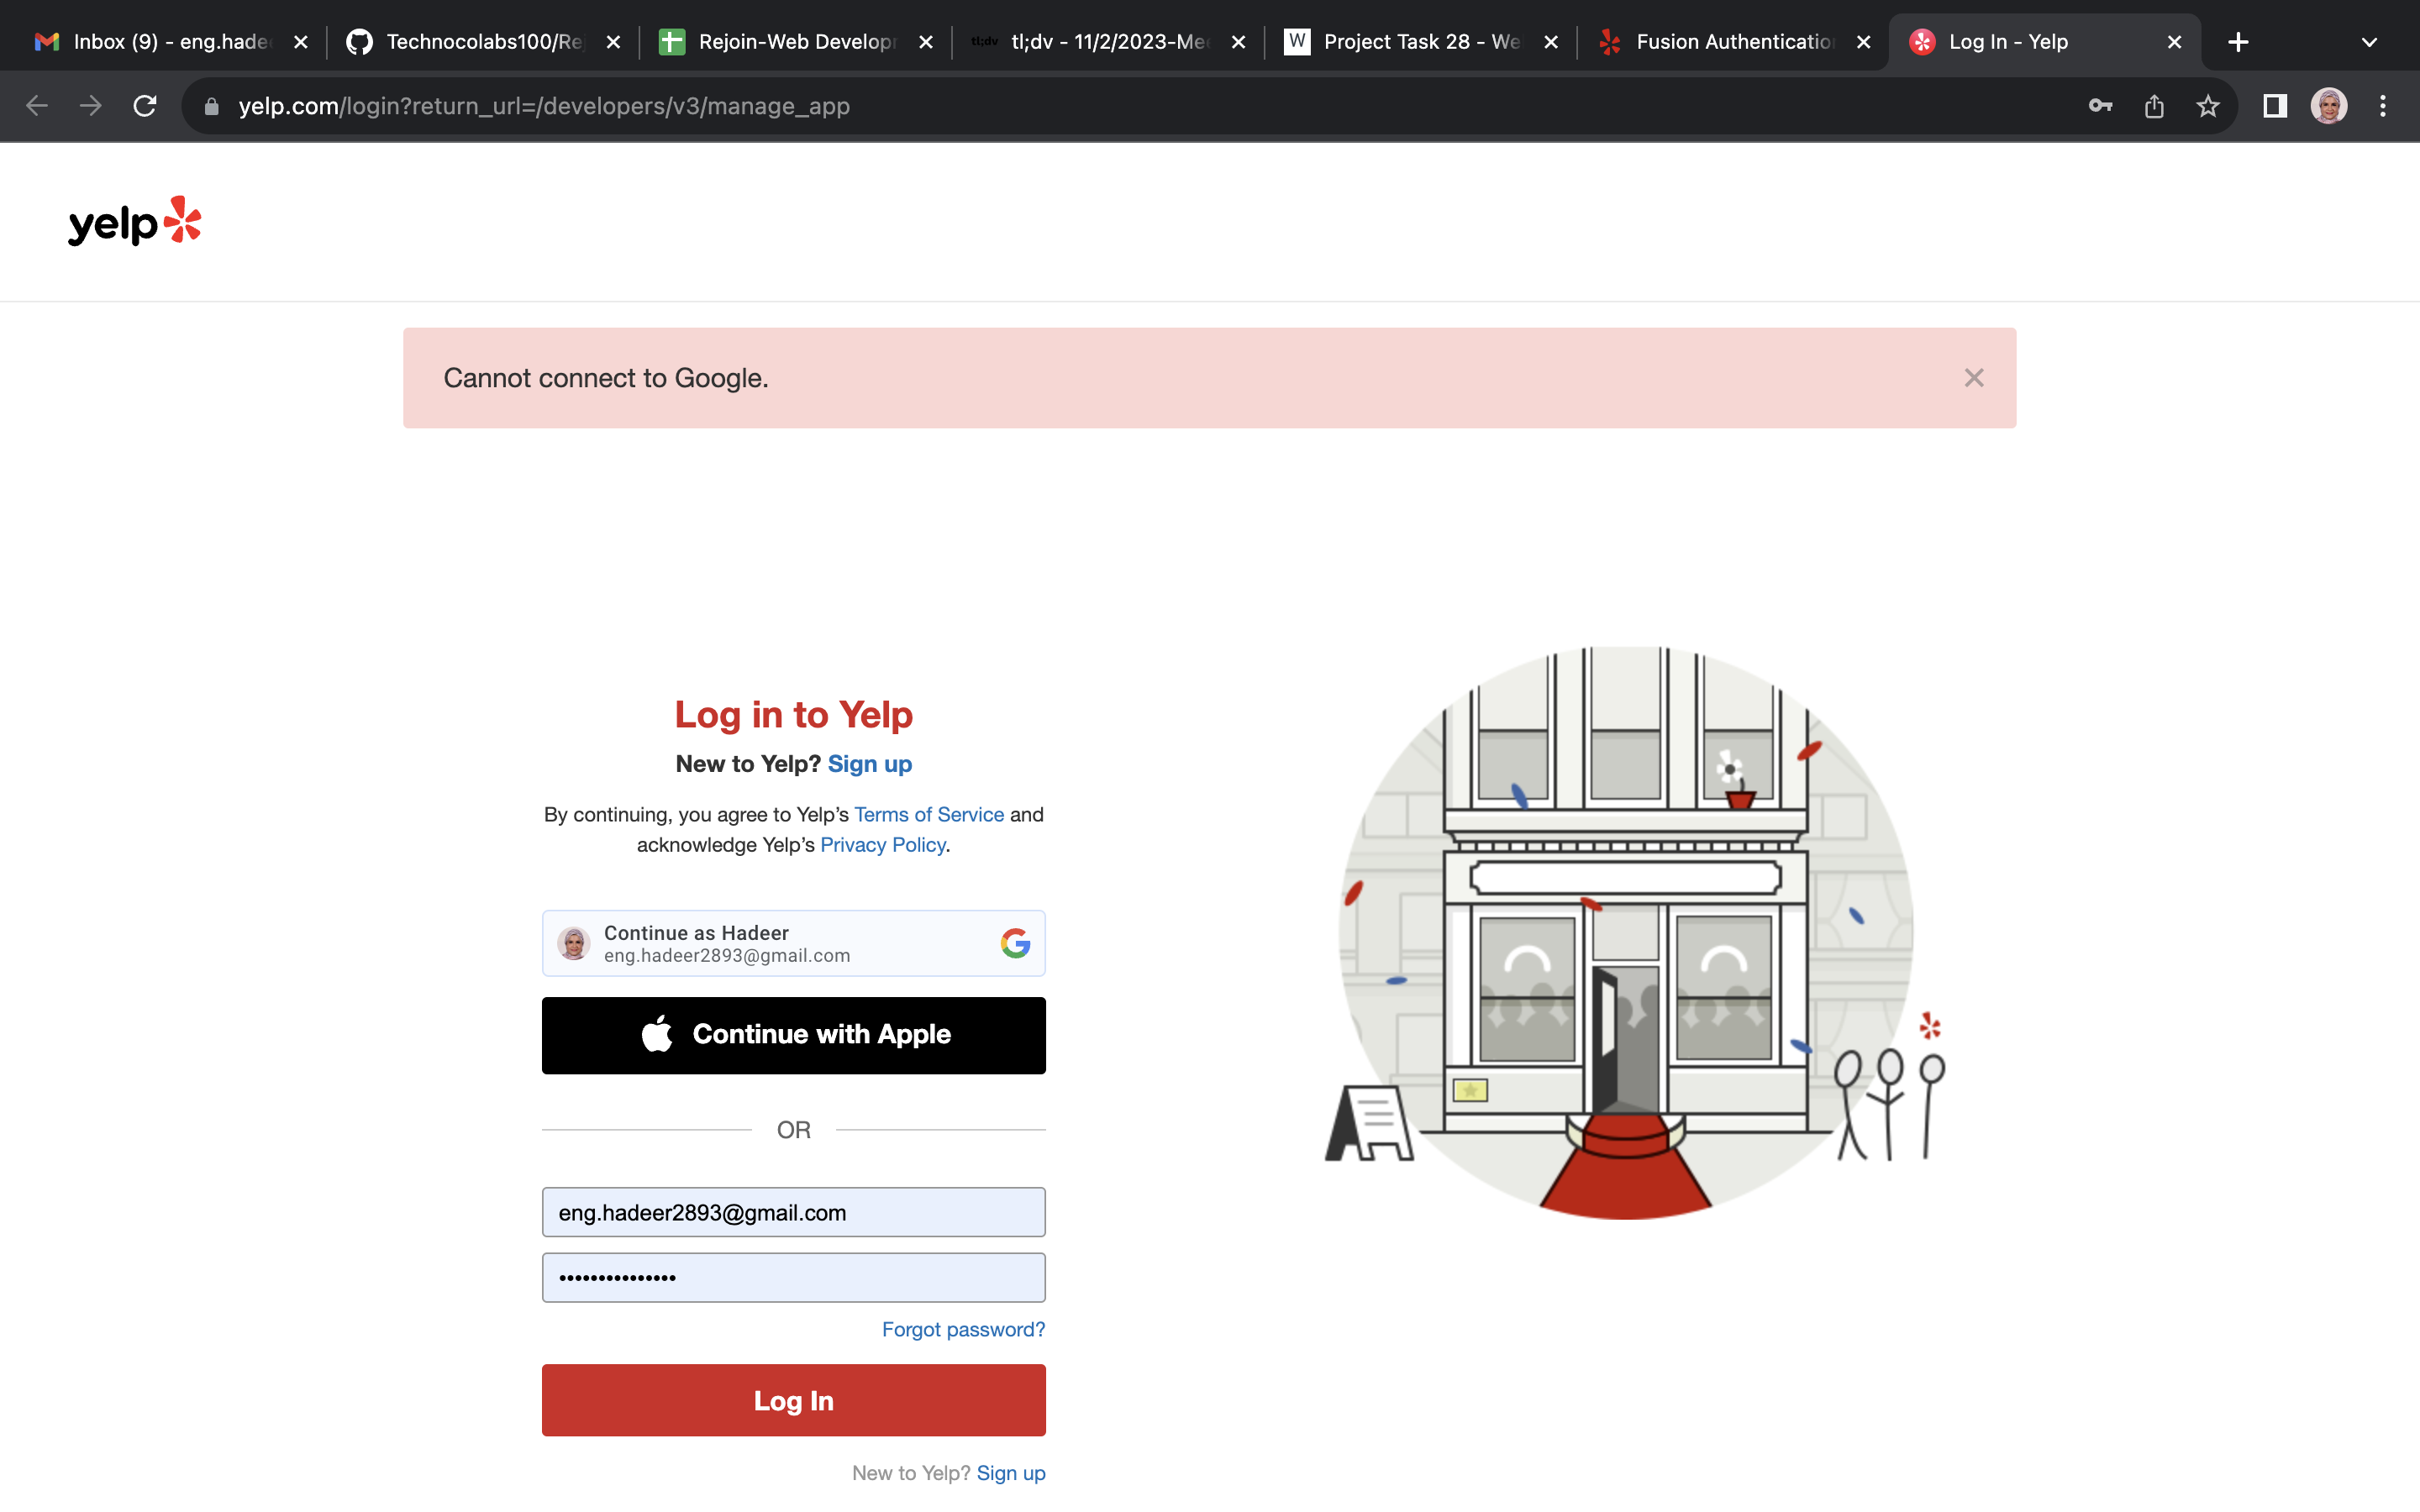 Inbox (9) - eng.hade
Technocolabs100/Re
Rejoin-Web Develop
tl;dv tl;dv - 11/2/2023-Me
W Project Task 28 - We
Fusion Authentication
Log In - Yelp
yelp.com/login?return_url=/developers/v3/manage_app
yelp
Cannot connect to Google.
Log in to Yelp
New to Yelp? Sign up
By continuing, you agree to Yelp’s Terms of Service and
acknowledge Yelp’s Privacy Policy.
Continue as Hadeer
eng.hadeer2893@gmail.com
Continue with Apple
OR
eng.hadeer2893@gmail.com
•••••••••••••••
Forgot password?
Log In
New to Yelp? Sign up